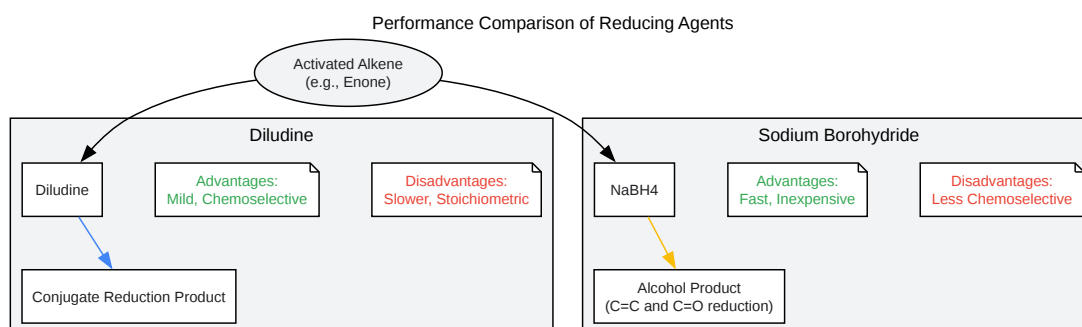 Performance Comparison of Reducing Agents
Activated Alkene
(e.g., Enone)
Diludine
Diludine
Advantages:
Mild, Chemoselective
Disadvantages:
Slower, Stoichiometric
Conjugate Reduction Product
Sodium Borohydride
NaBH4
Advantages:
Fast, Inexpensive
Disadvantages:
Less Chemoselective
Alcohol Product
(C=C and C=O reduction)